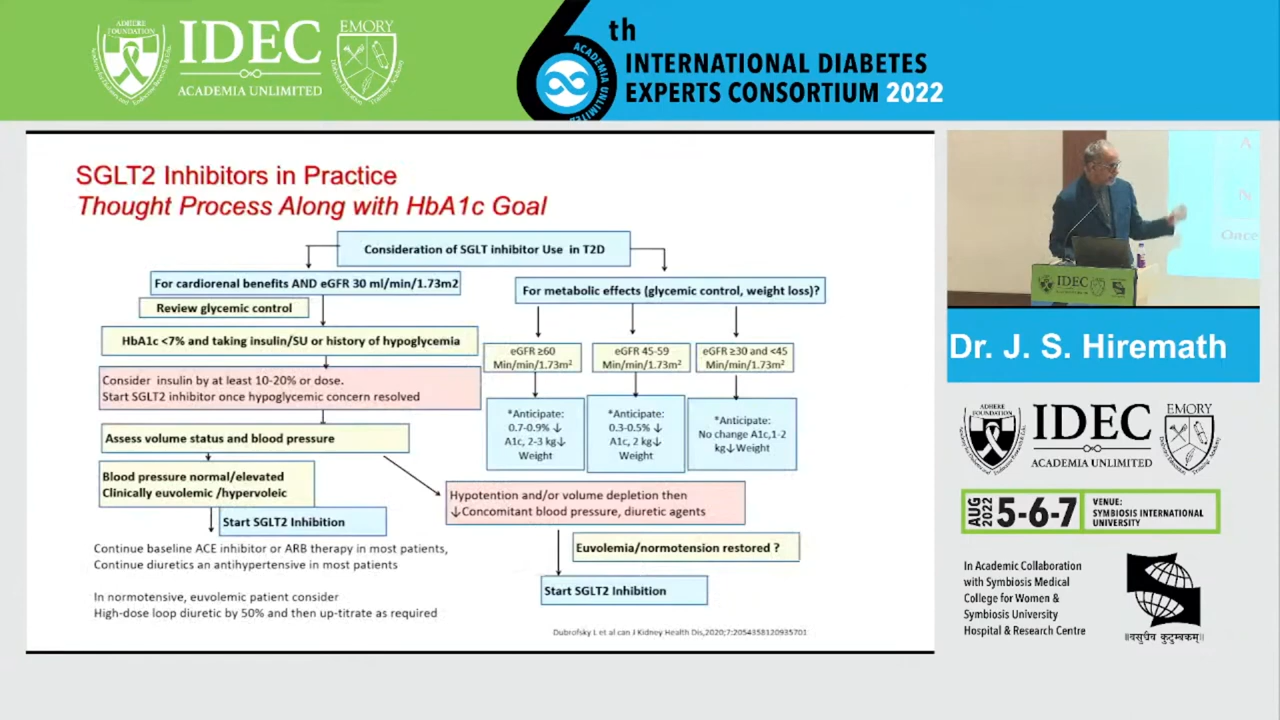 ADHERE
FOUNDATION
IDEC
ACADEMIA UNLIMITED
EMORY
6th
ACADEMIA UNLIMITED
INTERNATIONAL DIABETES
EXPERTS CONSORTIUM 2022
SGLT2 Inhibitors in Practice
Thought Process Along with HbA1c Goal
Consideration of SGLT inhibitor Use in T2D
For cardiorenal benefits AND eGFR 30 ml/min/1.73m2
Review glycemic control
HbA1c <7% and taking insulin/SU or history of hypoglycemia
Consider insulin by at least 10-20% or dose.
Start SGLT2 inhibitor once hypoglycemic concern resolved
Assess volume status and blood pressure
Blood pressure normal/elevated
Clinically euvolemic /hypervoleic
Start SGLT2 Inhibition
Continue baseline ACE inhibitor or ARB therapy in most patients,
Continue diuretics an antihypertensive in most patients
In normotensive, euvolemic patient consider
High-dose loop diuretic by 50% and then up-titrate as required
For metabolic effects (glycemic control, weight loss)?
eGFR ≥60
Min/min/1.73m²
eGFR 45-59
Min/min/1.73m²
eGFR ≥30 and <45
Min/min/1.73m²
*Anticipate:
0.7-0.9% ↓
A1c, 2-3 kg↓
Weight
*Anticipate:
0.3-0.5% ↓
A1c, 2 kg↓
Weight
*Anticipate:
No change A1c,1-2
kg↓Weight
Hypotention and/or volume depletion then
↓Concomitant blood pressure, diuretic agents
Euvolemia/normotension restored ?
Start SGLT2 Inhibition
Dubrofsky L et al can J Kidney Health Dis,2020;7:2054358120935701
A
N
Once
IDEC
Dr. J. S. Hiremath
ADHERE
FOUNDATION
IDEC
ACADEMIA UNLIMITED
EMORY
AUG
2022
5-6-7
VENUE:
SYMBIOSIS INTERNATIONAL
UNIVERSITY
In Academic Collaboration
with Symbiosis Medical
College for Women &
Symbiosis University
Hospital & Research Centre
॥वसुधैव कुटुम्बकम्॥